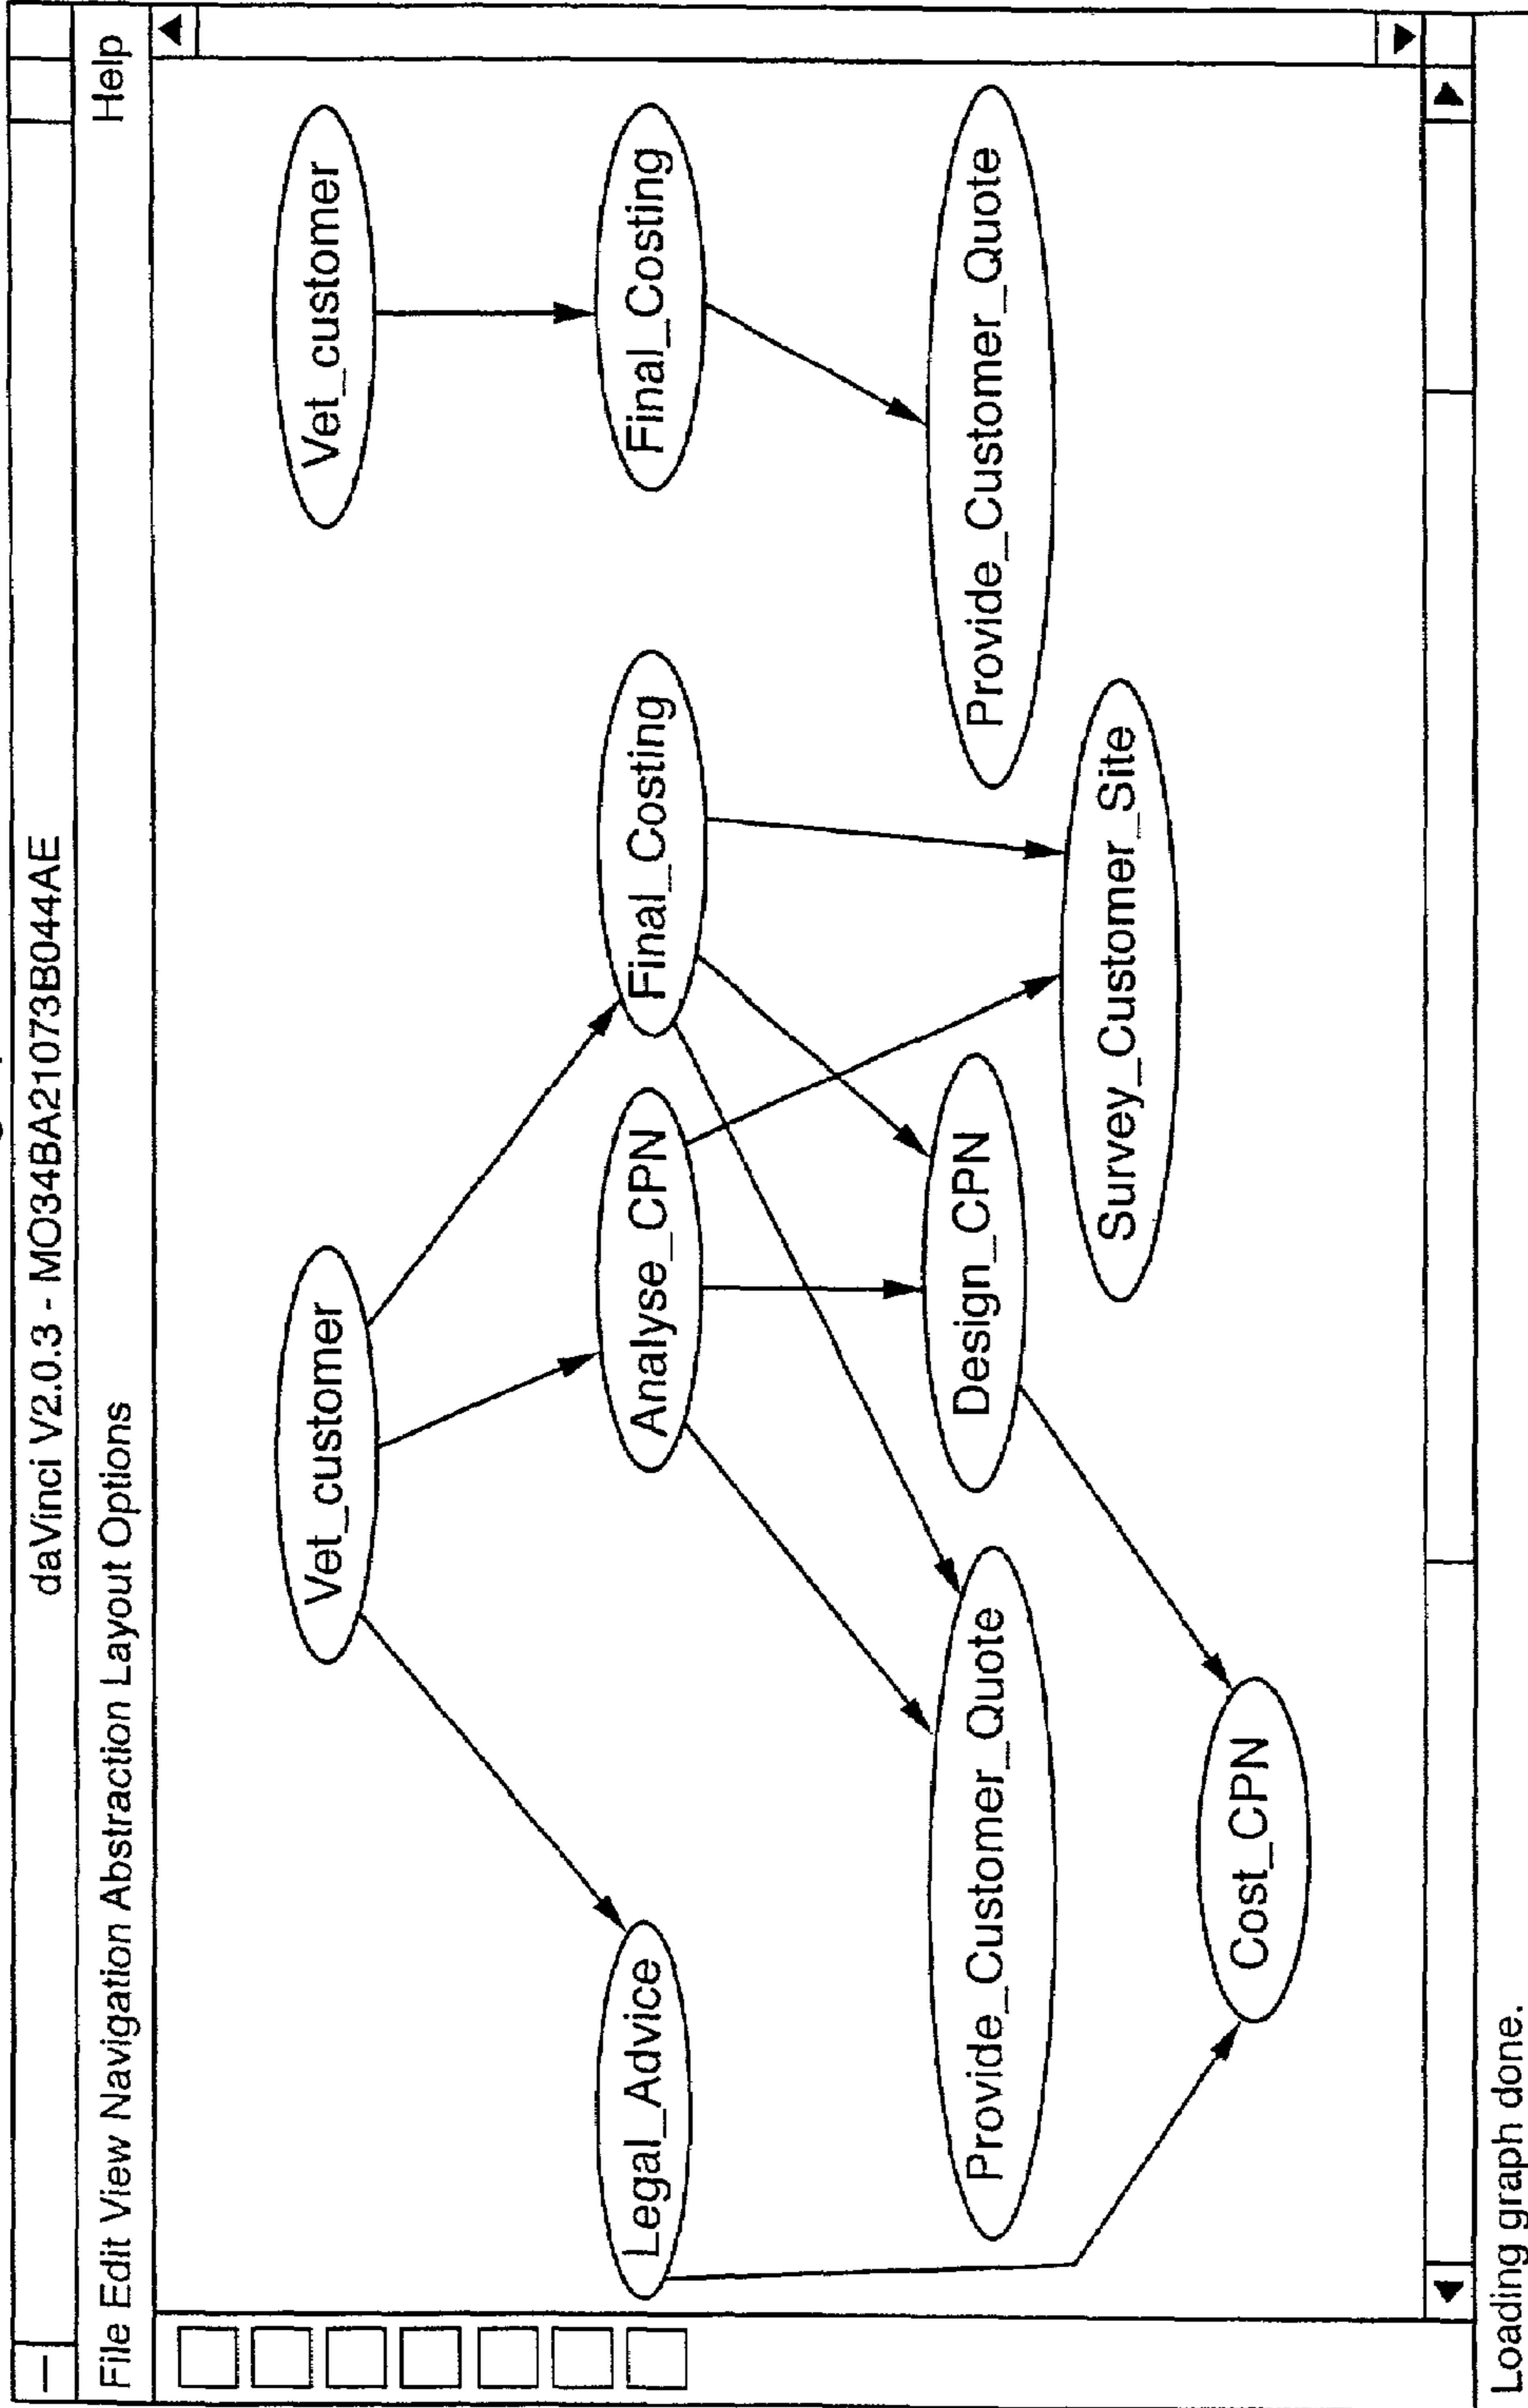 daVinci V2.0.3 - MO34BA21073B044AE
File Edit View Navigation Abstraction Layout Options Help
Vet_customer
Vet_customer
Legal_Advice
Analyse_CPN
Final_Costing
Final_Costing
Provide_Customer_Quote
Design_CPN
Provide_Customer_Quote
Survey_Customer_Site
Cost_CPN
Loading graph done.